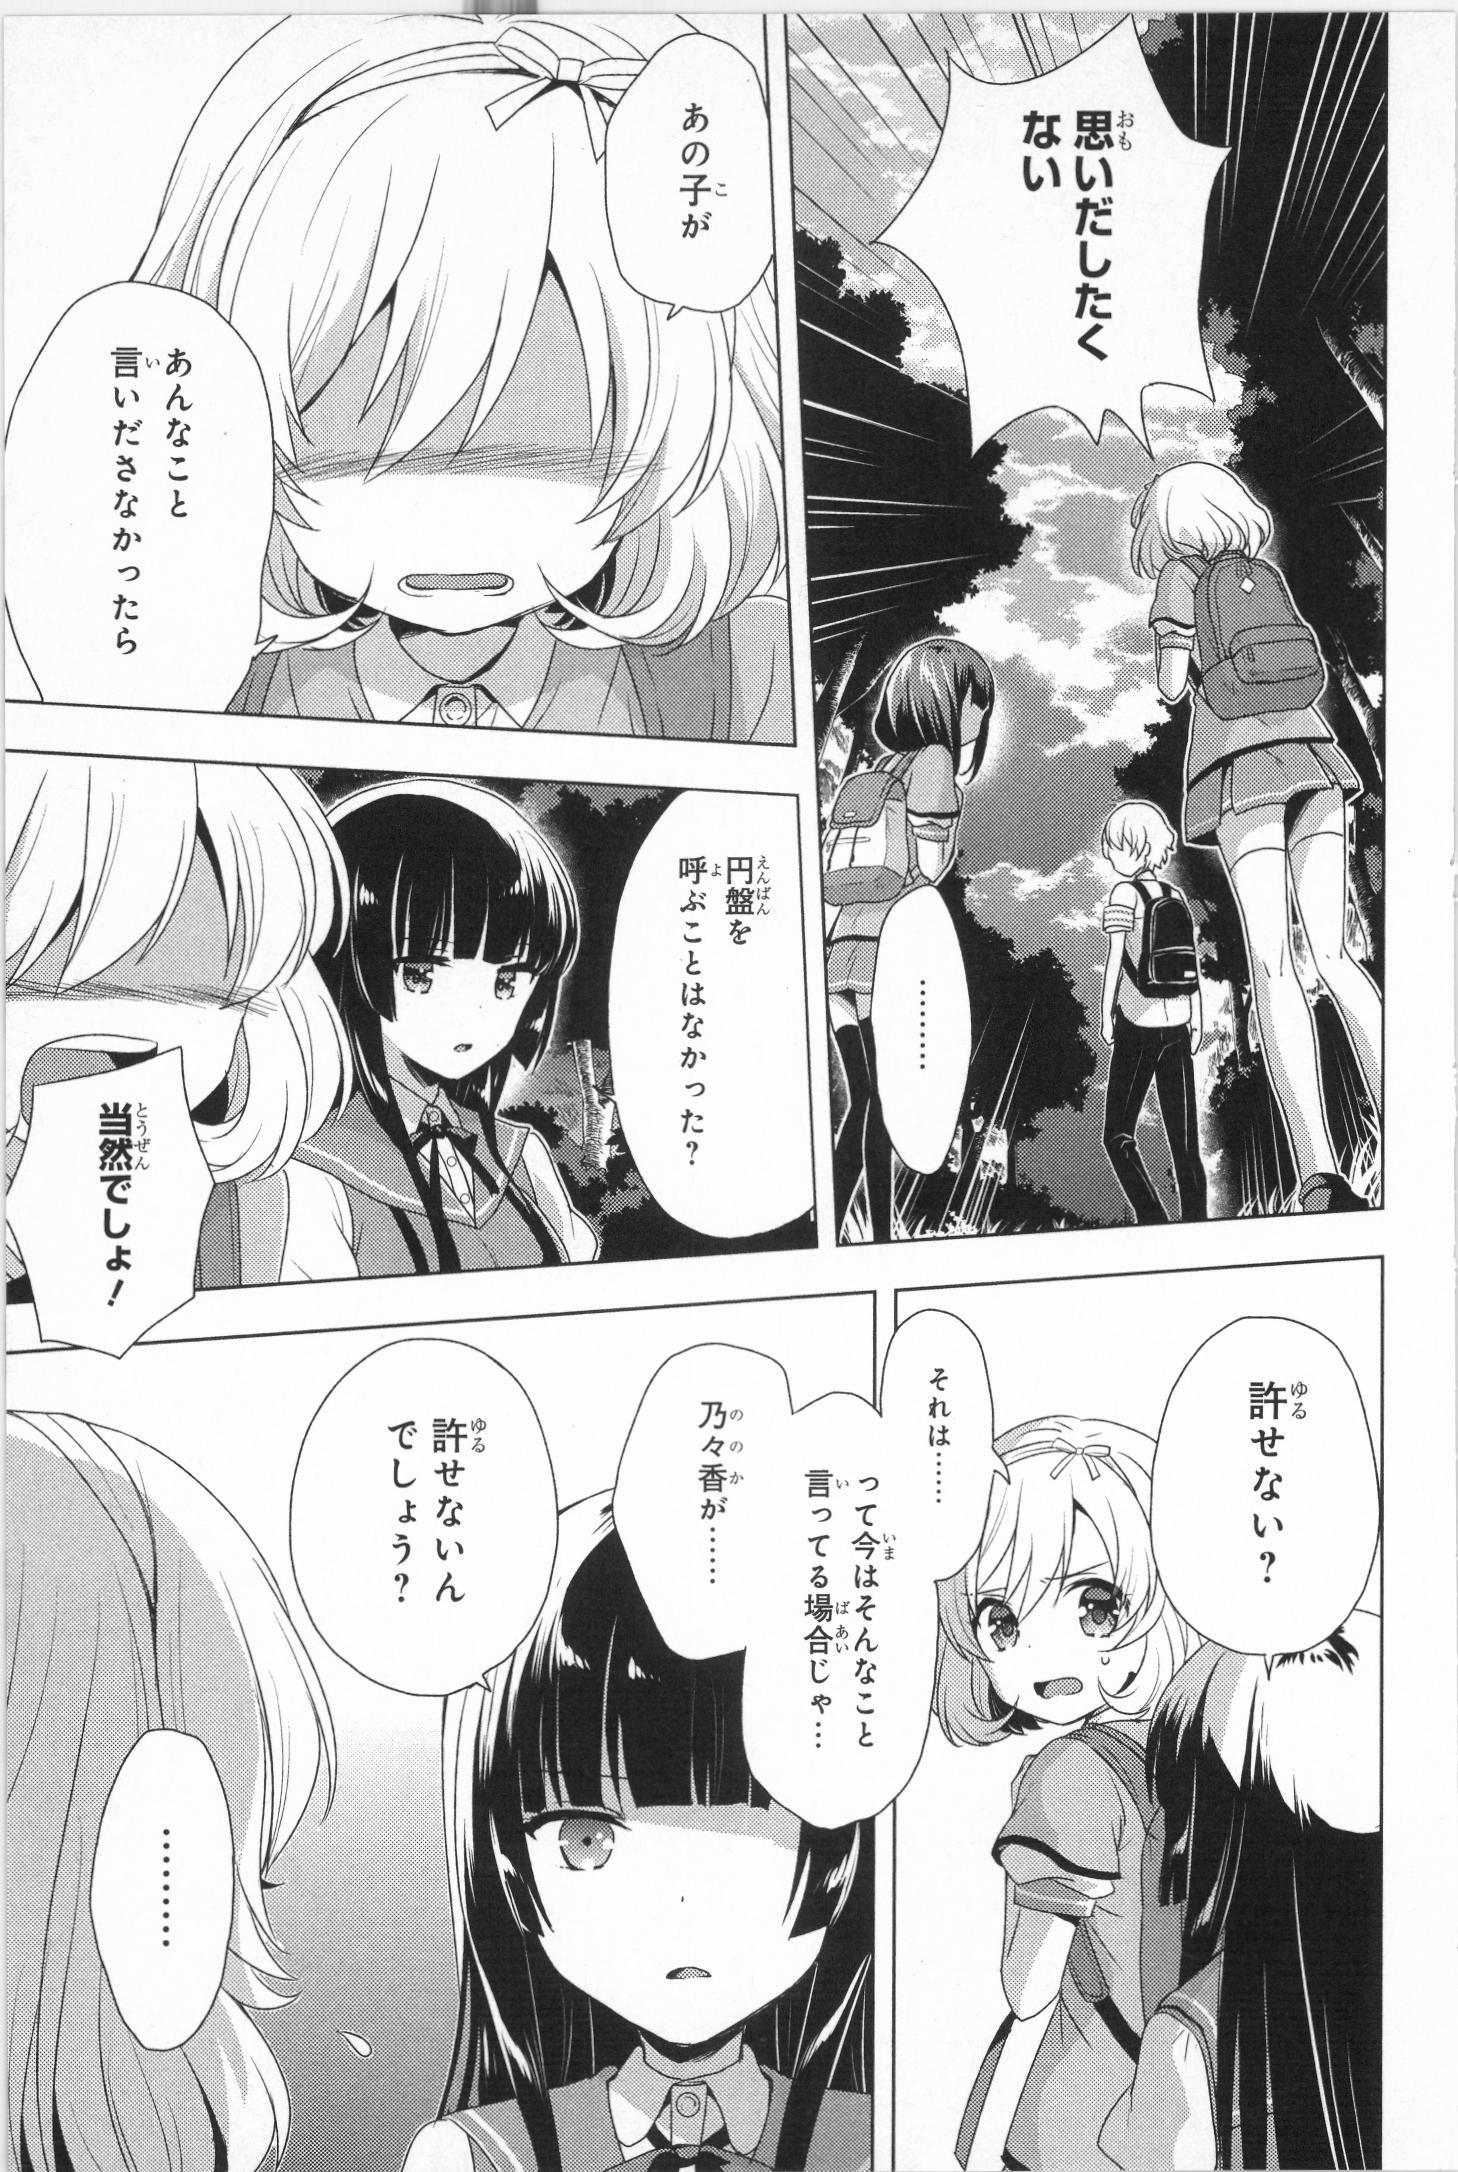 思いだしたく
ない
…………
あの子が
あんなこと
言いださなかったら
円盤を
呼ぶことはなかった？
当然でしょ！
許せない？
それは……
って今はそんなこと
言ってる場合じゃ…
乃々香が……
許せないん
でしょう？
…………